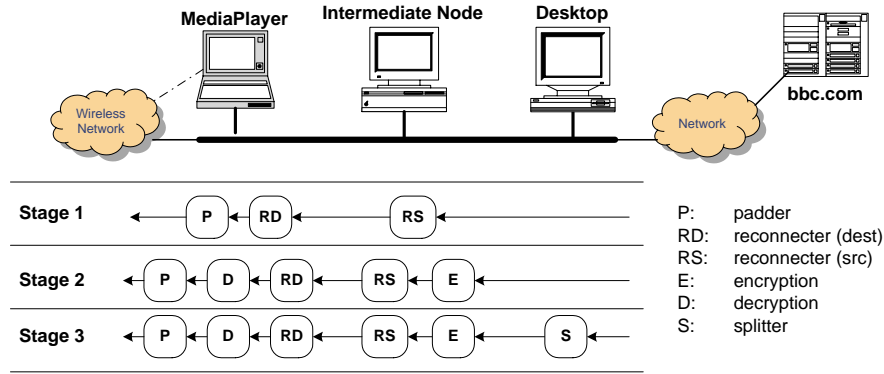 MediaPlayer
Intermediate Node
Desktop
bbc.com
Wireless
Network
Network
Stage 1
P
RD
RS
Stage 2
P
D
RD
RS
E
Stage 3
P
D
RD
RS
E
S
P: padder
RD: reconnecter (dest)
RS: reconnecter (src)
E: encryption
D: decryption
S: splitter